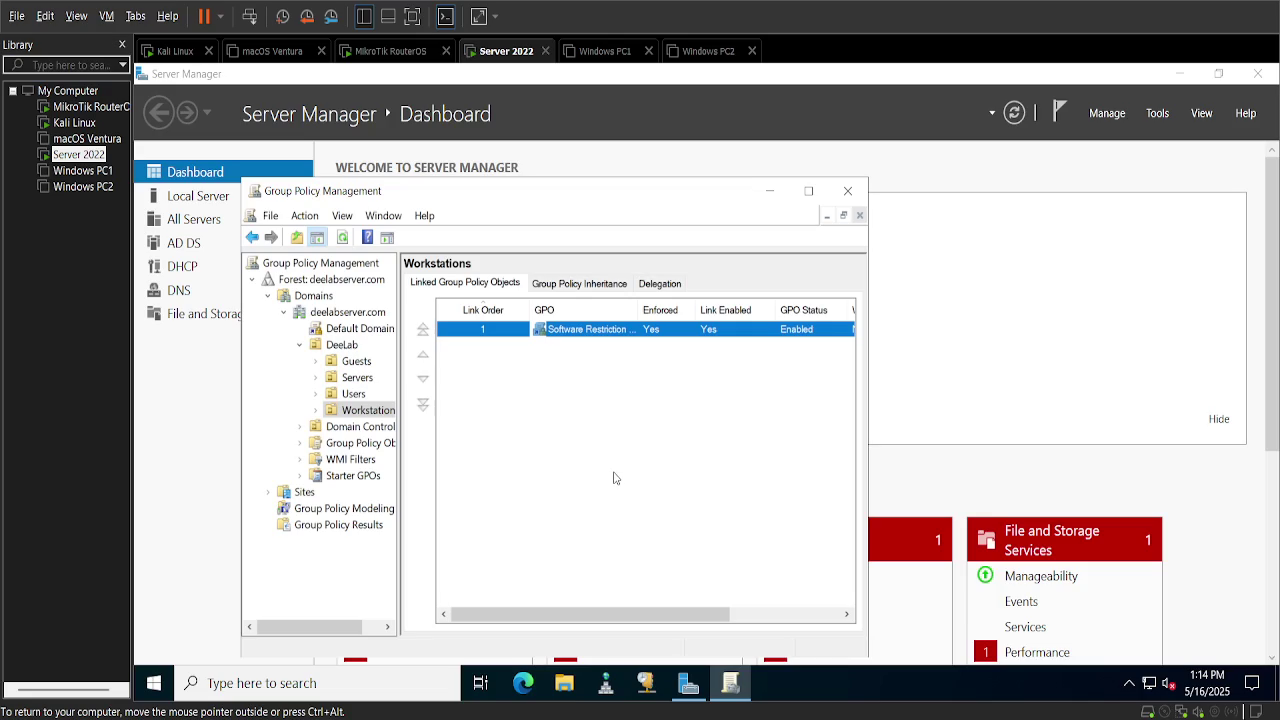 File Edit View VM Tabs Help
Library
Type here to sea...
My Computer
MikroTik RouterC
Kali Linux
macOS Ventura
Server 2022
Windows PC1
Windows PC2
Kali Linux
macOS Ventura
MikroTik RouterOS
Server 2022
Windows PC1
Windows PC2
Server Manager
Server Manager Dashboard
Manage Tools View Help
Dashboard
Local Server
All Servers
AD DS
DHCP
DNS
File and Storag
WELCOME TO SERVER MANAGER
Group Policy Management
File Action View Window Help
Group Policy Management
Forest: deelabserver.com
Domains
deelabserver.com
Default Domain
DeeLab
Guests
Servers
Users
Workstation
Domain Control
Group Policy Ob
WMI Filters
Starter GPOs
Sites
Group Policy Modeling
Group Policy Results
Workstations
Linked Group Policy Objects Group Policy Inheritance Delegation
Link Order GPO Enforced Link Enabled GPO Status
1 Software Restriction ... Yes Yes Enabled
Hide
1
File and Storage
Services 1
Manageability
Events
Services
1 Performance
Type here to search
1:14 PM
5/16/2025
To return to your computer, move the mouse pointer outside or press Ctrl+Alt.